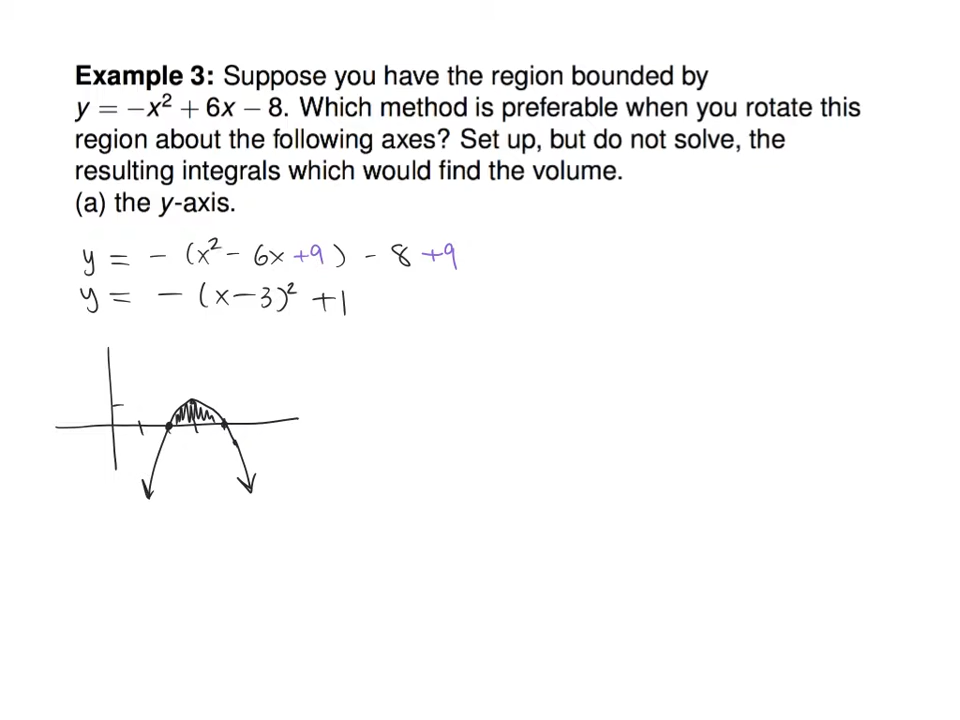 Example 3: Suppose you have the region bounded by
y = −x² + 6x − 8. Which method is preferable when you rotate this
region about the following axes? Set up, but do not solve, the
resulting integrals which would find the volume.
(a) the y-axis.
y = - (x² - 6x +9) - 8 +9
y = - (x-3)² +1